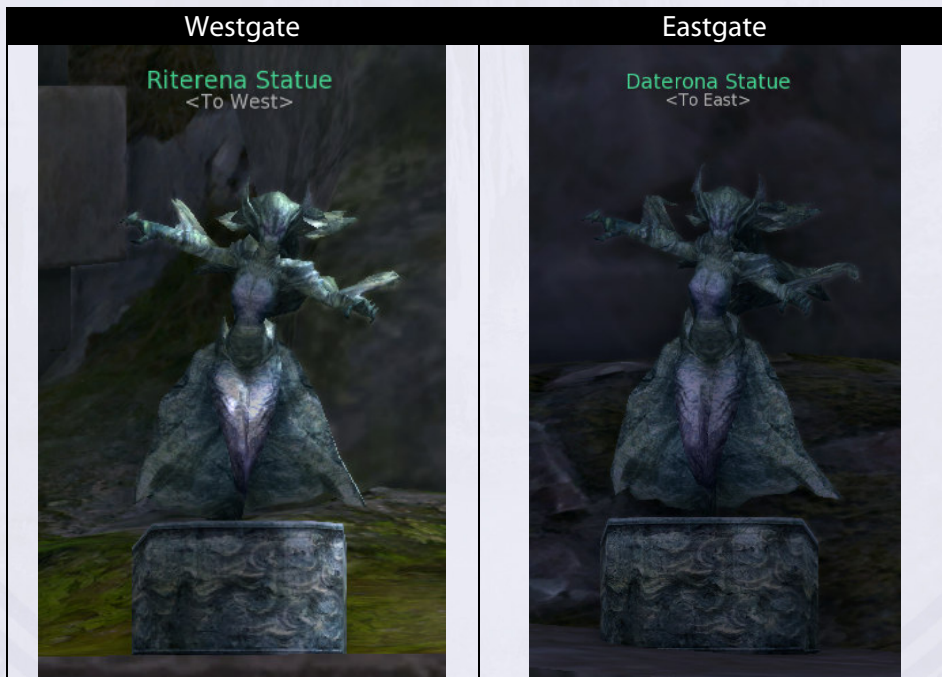 Westgate
Eastgate
Riterena Statue
<To West>
Daterona Statue
<To East>